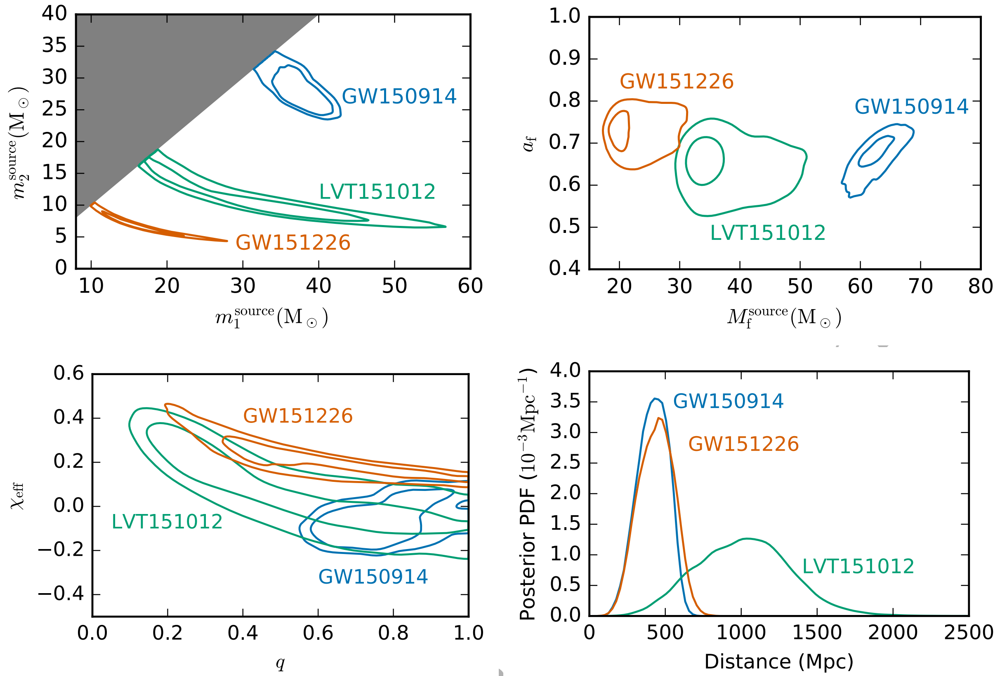 40
35
30
25
20
15
10
5
0
m₂^source (M⊙)
GW150914
LVT151012
GW151226
10 20 30 40 50 60
m₁^source (M⊙)
1.0
0.9
0.8
0.7
0.6
0.5
0.4
a_f
GW151226
GW150914
LVT151012
20 30 40 50 60 70 80
M_f^source (M⊙)
0.6
0.4
0.2
0.0
−0.2
−0.4
χ_eff
GW151226
LVT151012
GW150914
0.0 0.2 0.4 0.6 0.8 1.0
q
4.0
3.5
3.0
2.5
2.0
1.5
1.0
0.5
0.0
Posterior PDF (10⁻³Mpc⁻¹)
GW150914
GW151226
LVT151012
0 500 1000 1500 2000 2500
Distance (Mpc)